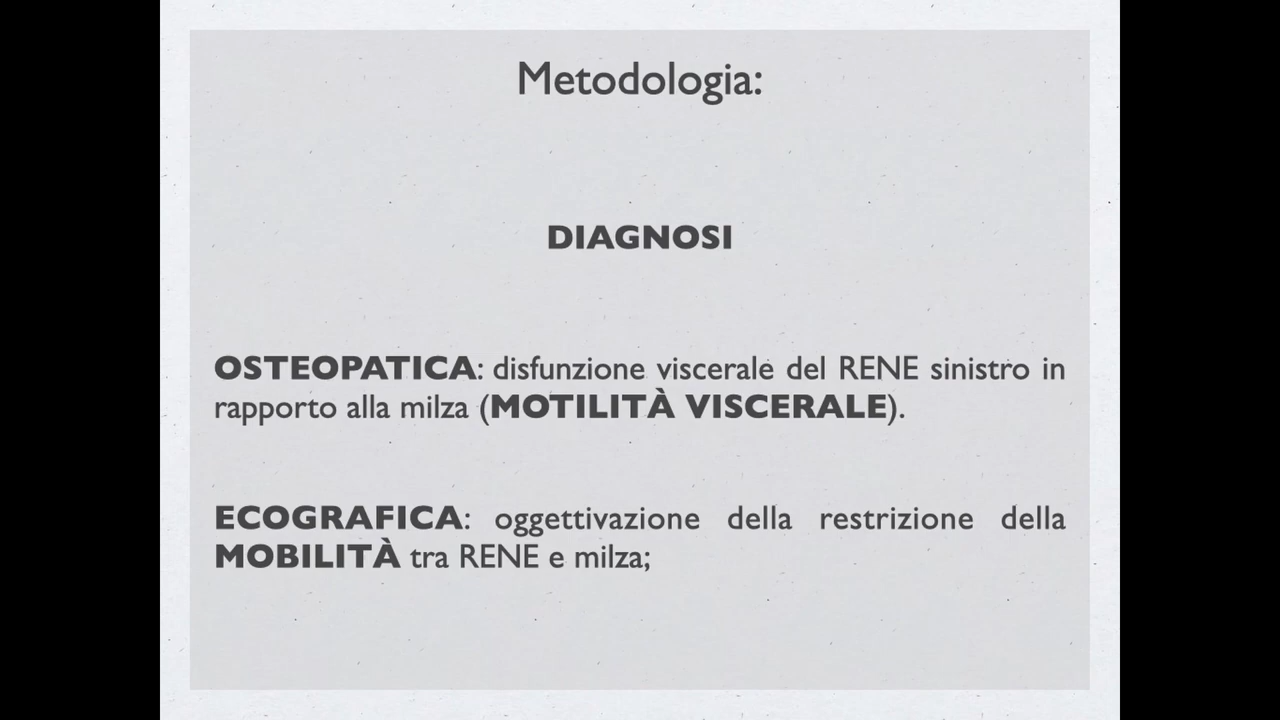 Metodologia:
DIAGNOSI
OSTEOPATICA: disfunzione viscerale del RENE sinistro in
rapporto alla milza (MOTILITÀ VISCERALE).
ECOGRAFICA: oggettivazione della restrizione della
MOBILITÀ tra RENE e milza;